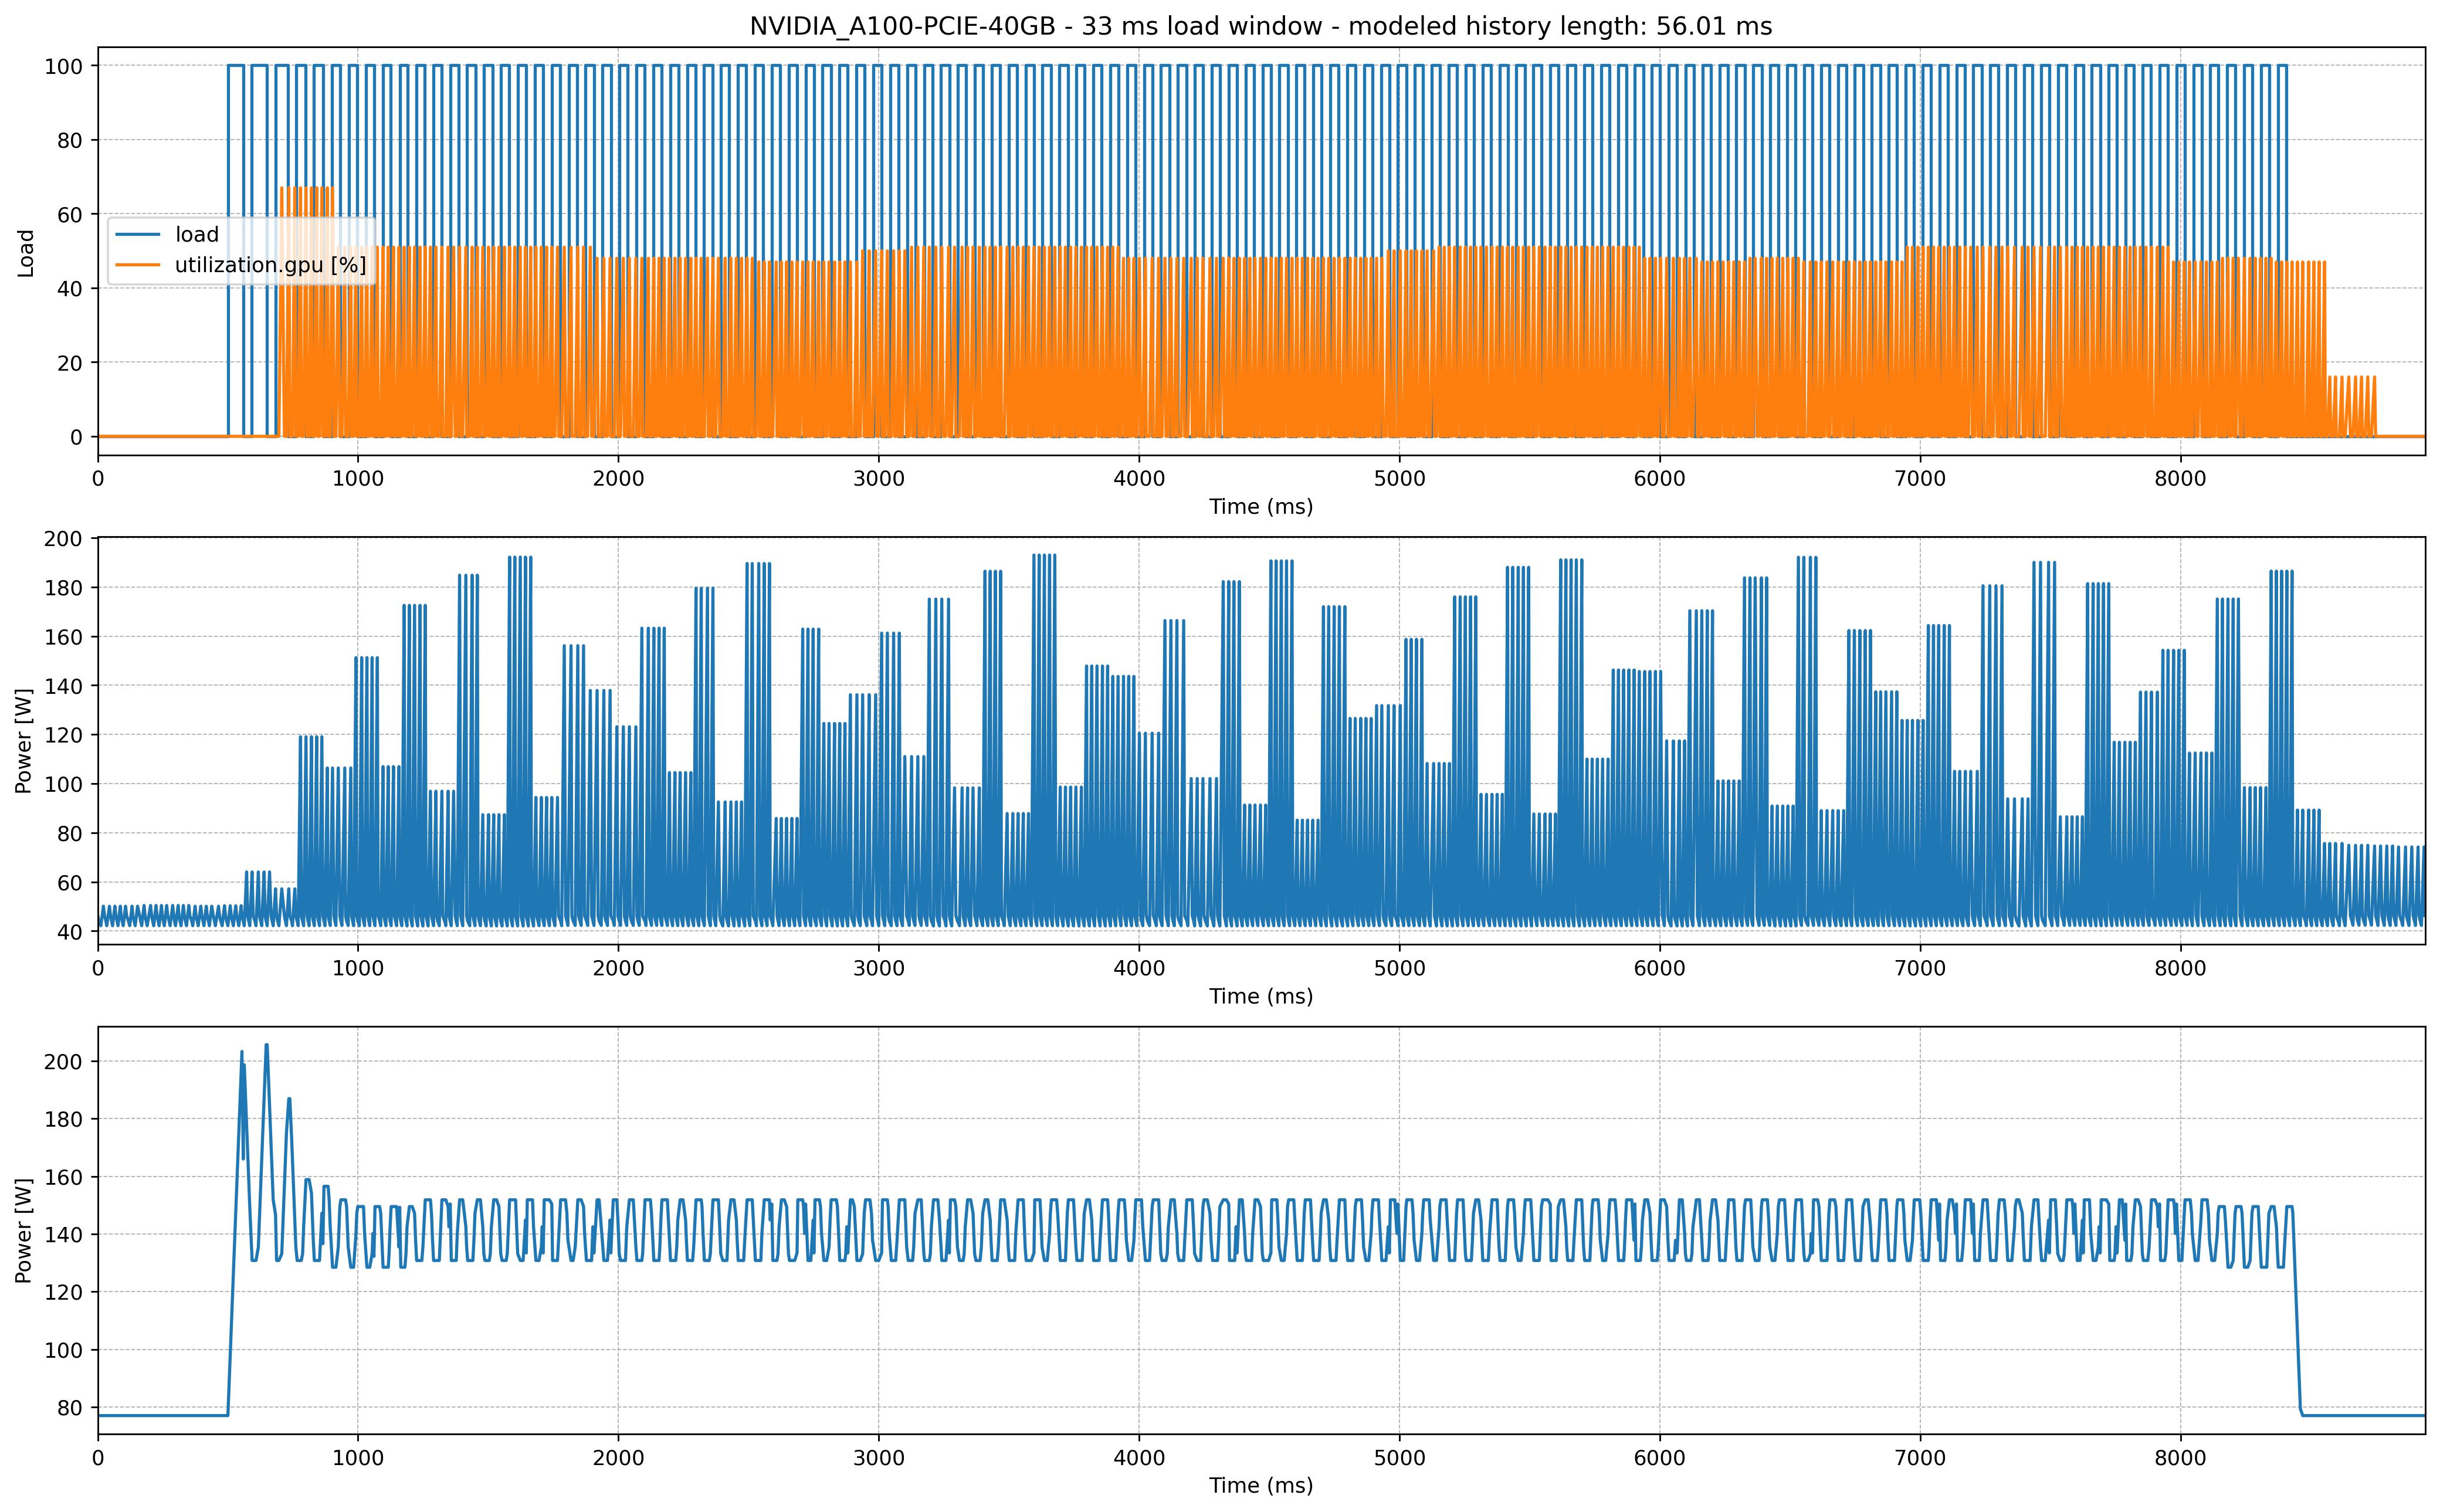 NVIDIA_A100-PCIE-40GB - 33 ms load window - modeled history length: 56.01 ms
100
80
60
40
20
0
Load
load
utilization.gpu [%]
0 1000 2000 3000 4000 5000 6000 7000 8000
Time (ms)
200
180
160
140
120
100
80
60
40
Power [W]
0 1000 2000 3000 4000 5000 6000 7000 8000
Time (ms)
200
180
160
140
120
100
80
Power [W]
0 1000 2000 3000 4000 5000 6000 7000 8000
Time (ms)